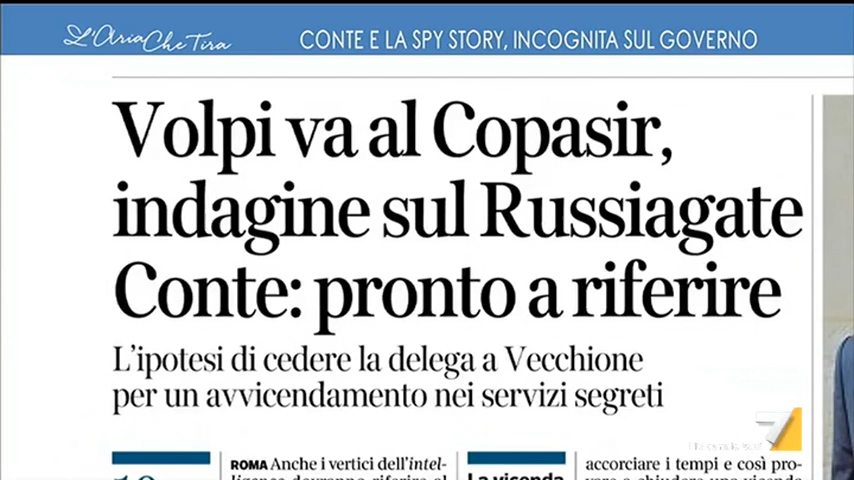 L'Aria Che Tira
CONTE E LA SPY STORY, INCOGNITA SUL GOVERNO
Volpi va al Copasir,
indagine sul Russiagate
Conte: pronto a riferire
L'ipotesi di cedere la delega a Vecchione
per un avvicendamento nei servizi segreti
7
ROMA Anche i vertici dell'intel-
La vicenda
accorciare i tempi e così pro-